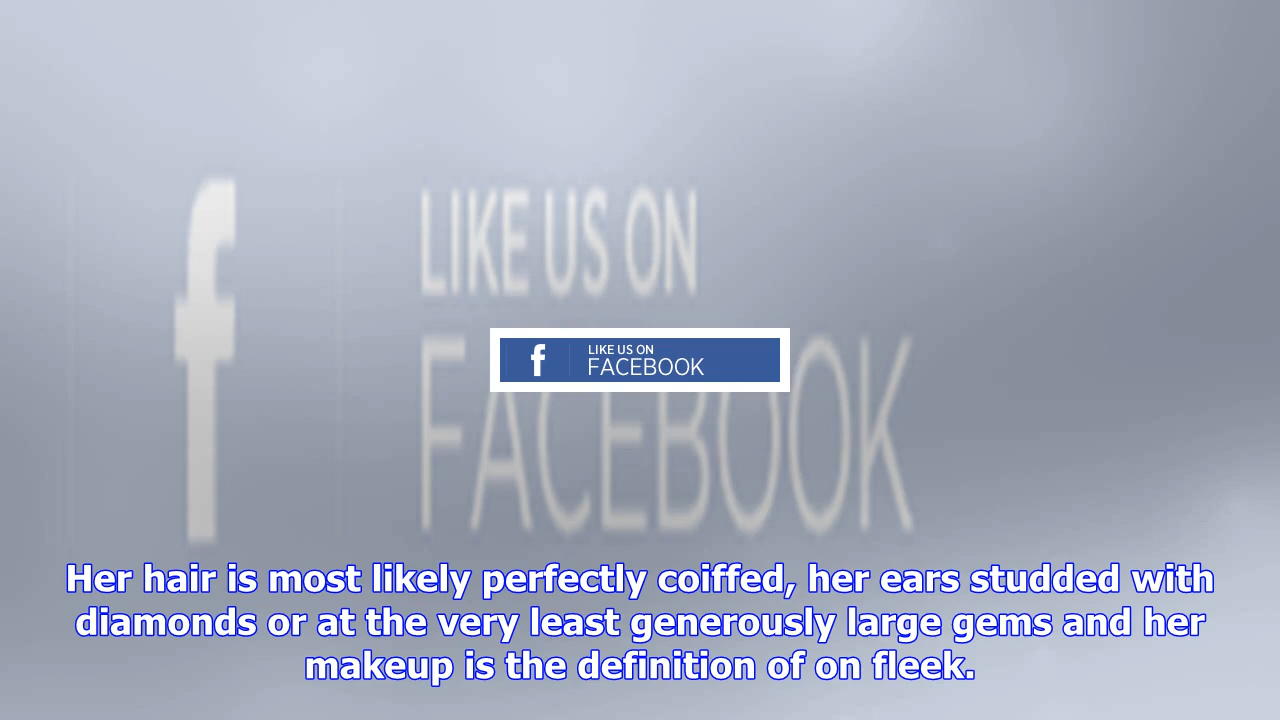 LIKE US ON
FACEBOOK
f
LIKE US ON
FACEBOOK
Her hair is most likely perfectly coiffed, her ears studded with
diamonds or at the very least generously large gems and her
makeup is the definition of on fleek.